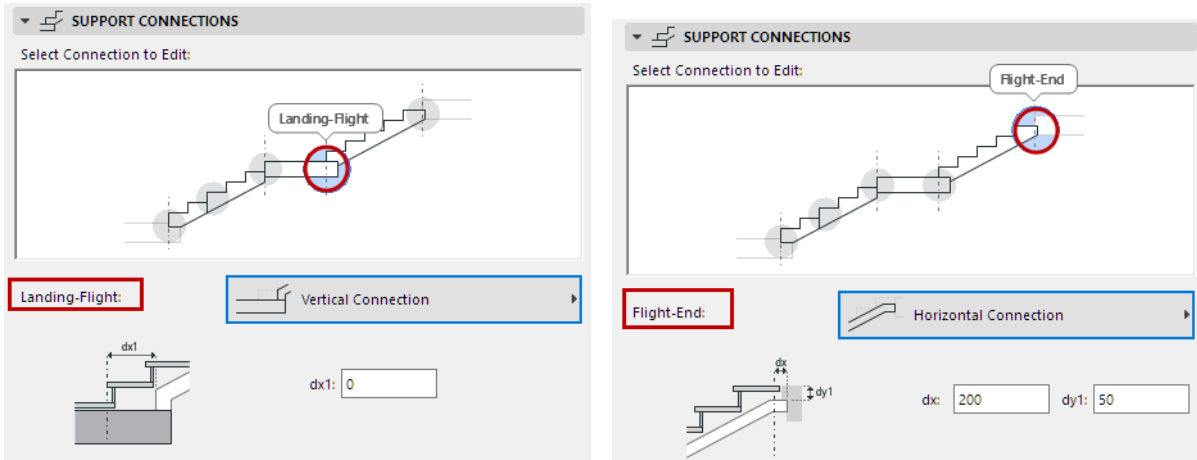 SUPPORT CONNECTIONS
Select Connection to Edit:
Landing-Flight
Landing-Flight:
Vertical Connection
dx1
dx1: 0
SUPPORT CONNECTIONS
Select Connection to Edit:
Flight-End
Flight-End:
Horizontal Connection
dx
dy1
dx: 200 dy1: 50